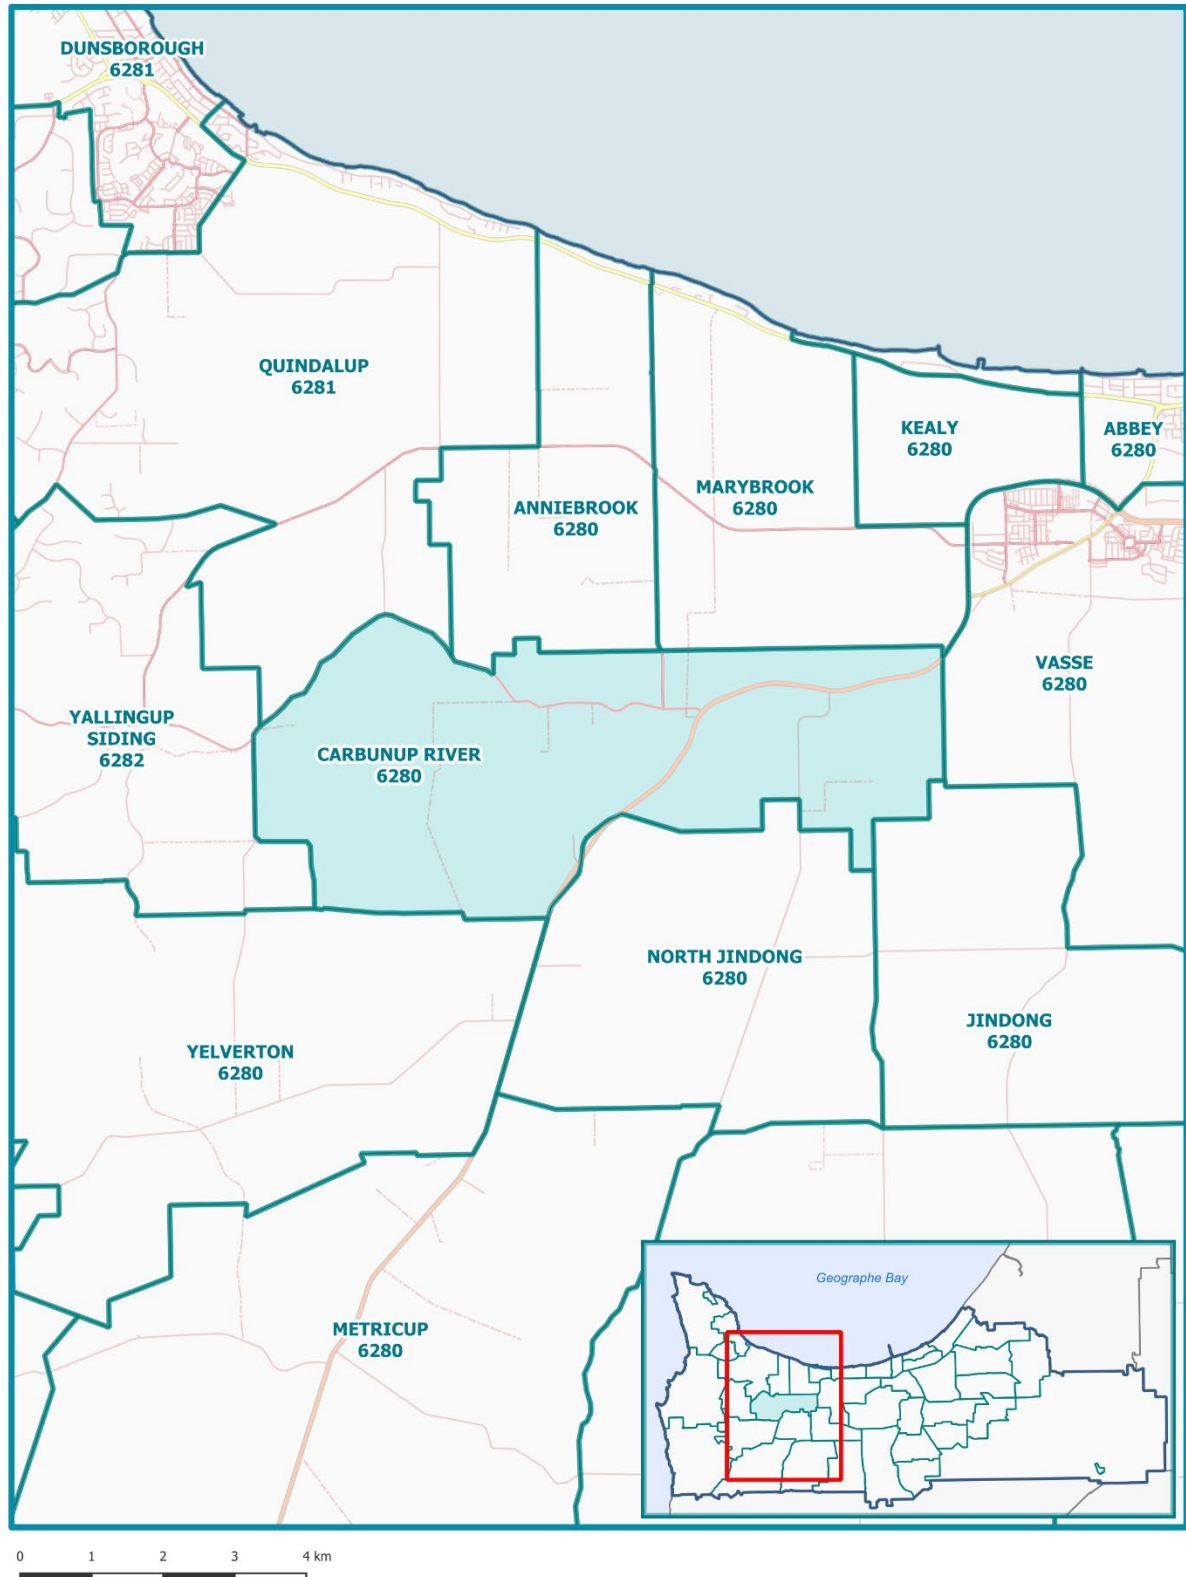 DUNSBOROUGH
6281
QUINDALUP
6281
KEALY
6280
ABBEY
6280
ANNIEBROOK
6280
MARYBROOK
6280
VASSE
6280
YALLINGUP
SIDING
6282
CARBUNUP RIVER
6280
NORTH JINDONG
6280
JINDONG
6280
YELVERTON
6280
METRICUP
6280
Geographe Bay
0 1 2 3 4 km